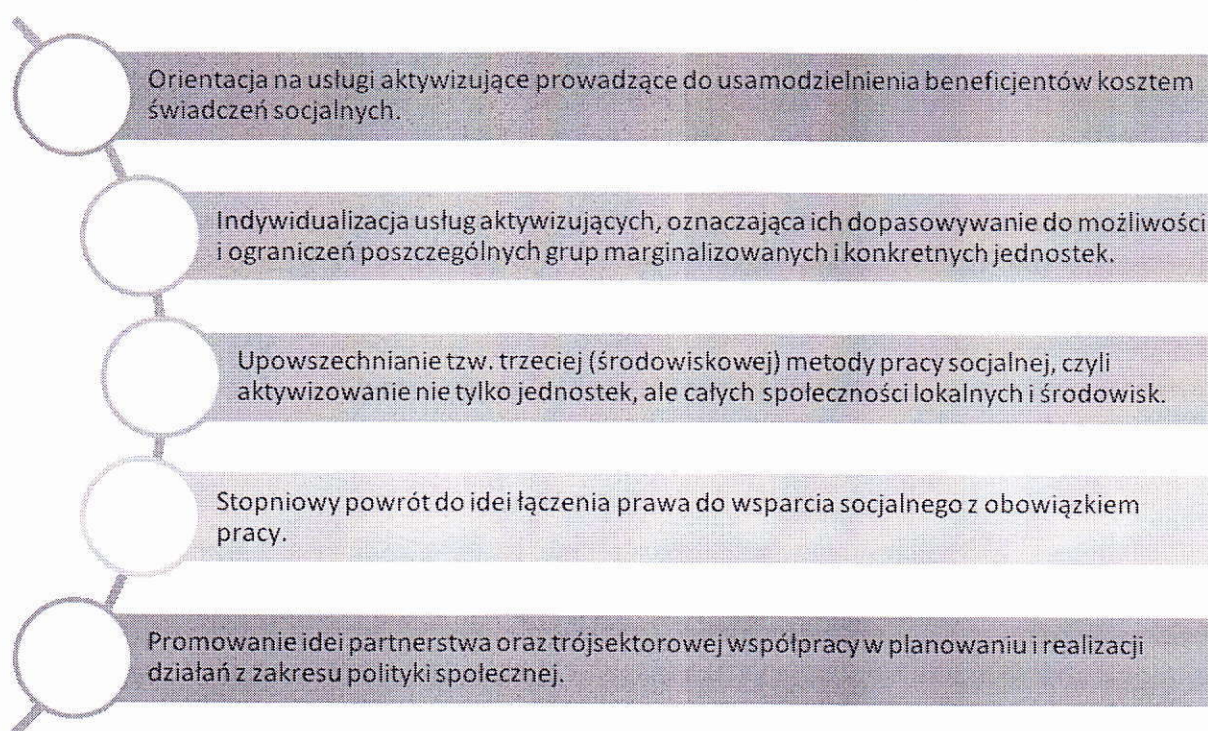 Orientacja na usługi aktywizujące prowadzące do usamodzielnienia beneficjentów kosztem
świadczeń socjalnych.
Indywidualizacja usług aktywizujących, oznaczająca ich dopasowywanie do możliwości
i ograniczeń poszczególnych grup marginalizowanych i konkretnych jednostek.
Upowszechnianie tzw. trzeciej (środowiskowej) metody pracy socjalnej, czyli
aktywizowanie nie tylko jednostek, ale całych społeczności lokalnych i środowisk.
Stopniowy powrót do idei łączenia prawa do wsparcia socjalnego z obowiązkiem
pracy.
Promowanie idei partnerstwa oraz trójsektorowej współpracy w planowaniu i realizacji
działań z zakresu polityki społecznej.